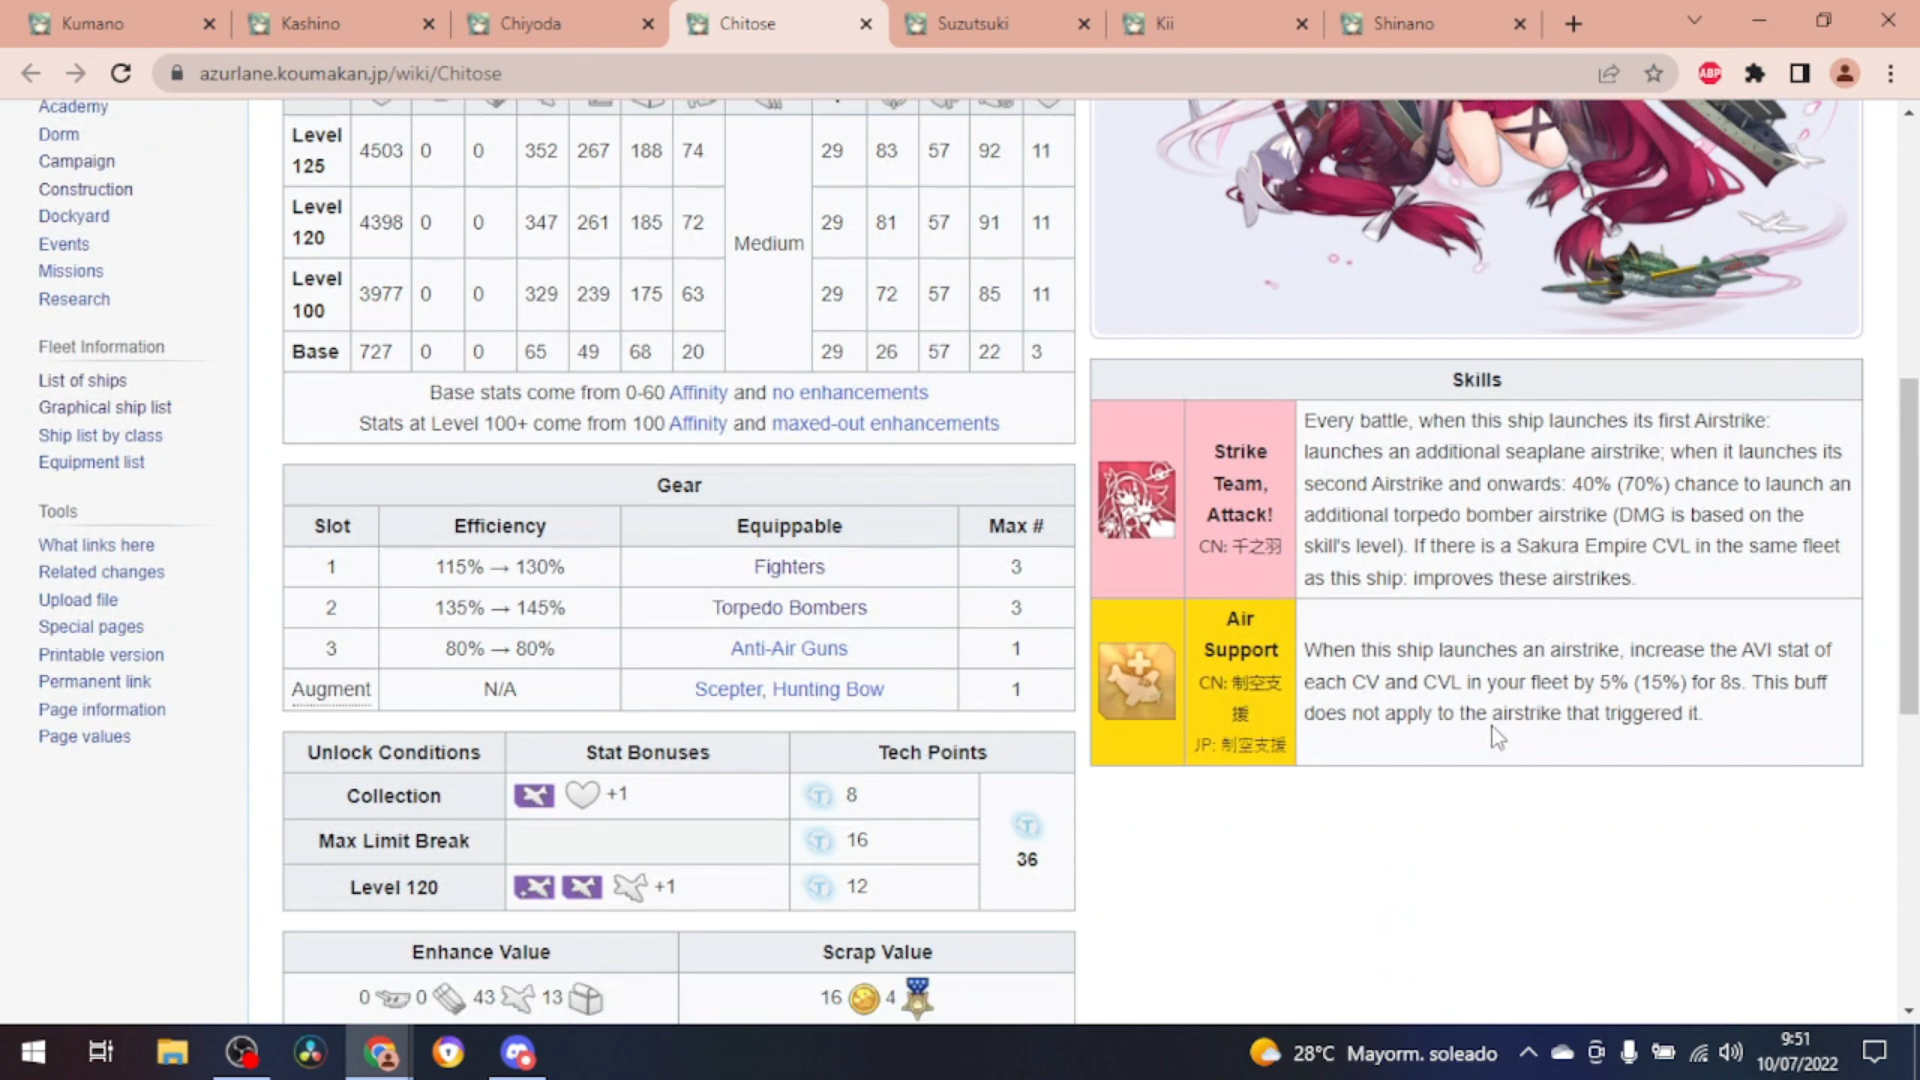 Kumano
Kashino
Chiyoda
Chitose
Suzutsuki
Kii
Shinano
azurlane.koumakan.jp/wiki/Chitose
ABP
Academy
Dorm
Campaign
Construction
Dockyard
Events
Missions
Research
Fleet Information
List of ships
Graphical ship list
Ship list by class
Equipment list
Tools
What links here
Related changes
Upload file
Special pages
Printable version
Permanent link
Page information
Page values
Level 125 4503 0 0 352 267 188 74 Medium 29 83 57 92 11
Level 120 4398 0 0 347 261 185 72 29 81 57 91 11
Level 100 3977 0 0 329 239 175 63 29 72 57 85 11
Base 727 0 0 65 49 68 20 29 26 57 22 3
Base stats come from 0-60 Affinity and no enhancements
Stats at Level 100+ come from 100 Affinity and maxed-out enhancements
Gear
Slot Efficiency Equippable Max #
1 115% → 130% Fighters 3
2 135% → 145% Torpedo Bombers 3
3 80% → 80% Anti-Air Guns 1
Augment N/A Scepter, Hunting Bow 1
Unlock Conditions Stat Bonuses Tech Points
Collection +1 8
Max Limit Break 16
36
Level 120 +1 12
Enhance Value Scrap Value
0 0 43 13 16 4
Skills
Strike
Team,
Attack!
CN: 千之羽
Every battle, when this ship launches its first Airstrike:
launches an additional seaplane airstrike; when it launches its
second Airstrike and onwards: 40% (70%) chance to launch an
additional torpedo bomber airstrike (DMG is based on the
skill's level). If there is a Sakura Empire CVL in the same fleet
as this ship: improves these airstrikes.
Air
Support
CN: 制空支
援
JP: 制空支援
When this ship launches an airstrike, increase the AVI stat of
each CV and CVL in your fleet by 5% (15%) for 8s. This buff
does not apply to the airstrike that triggered it.
28°C Mayorm. soleado
9:51
10/07/2022